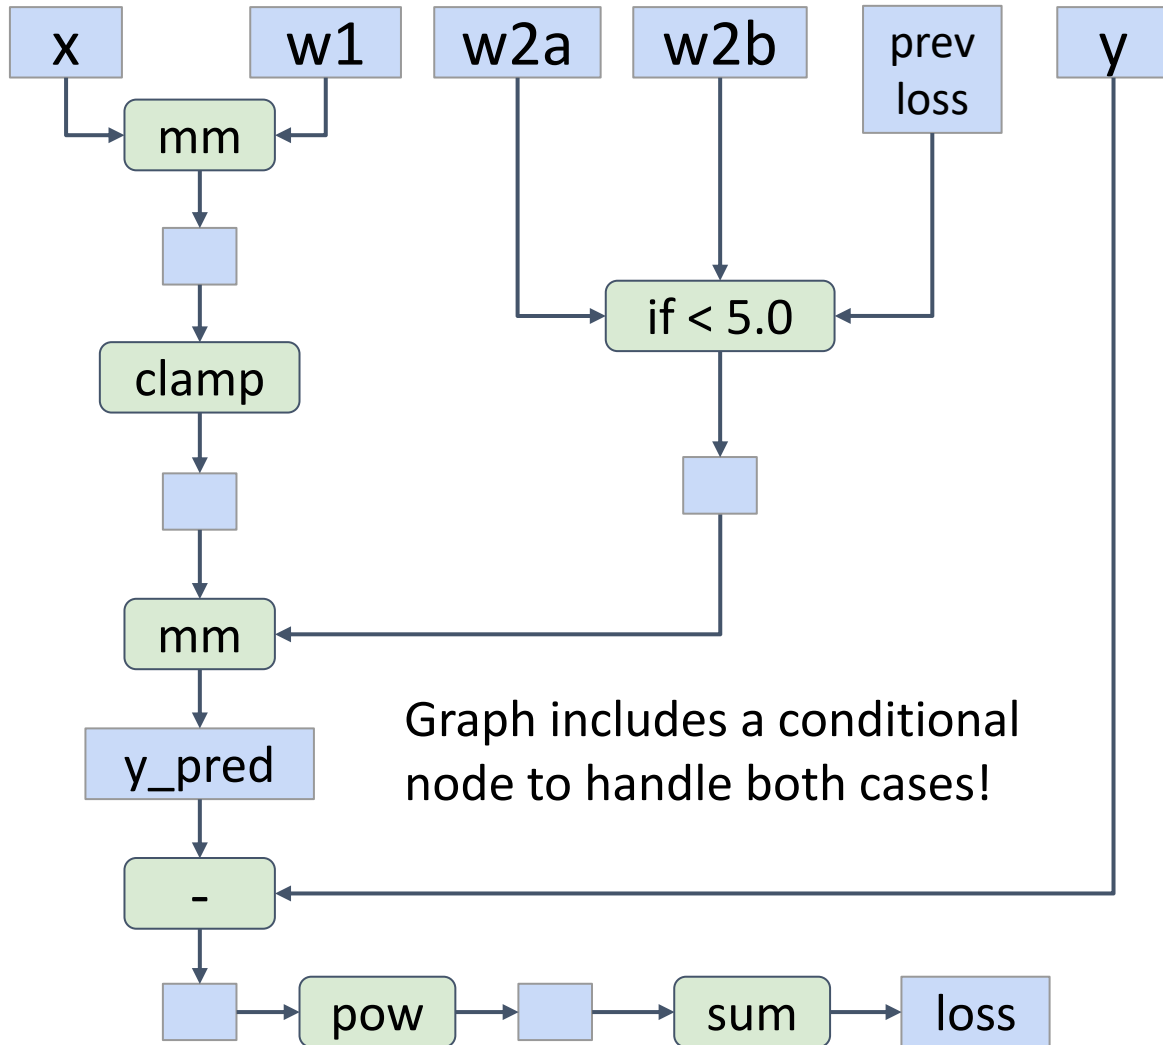 x
w1
w2a
w2b
prev
loss
y
mm
if < 5.0
clamp
mm
Graph includes a conditional
node to handle both cases!
y_pred
-
pow
sum
loss